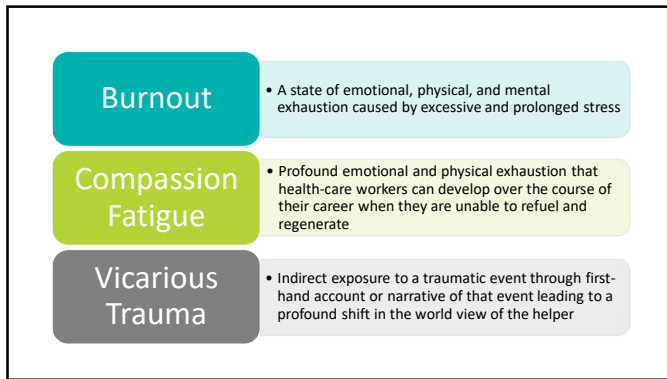 Burnout
• A state of emotional, physical, and mental
exhaustion caused by excessive and prolonged stress
Compassion
Fatigue
• Profound emotional and physical exhaustion that
health-care workers can develop over the course of
their career when they are unable to refuel and
regenerate
Vicarious
Trauma
• Indirect exposure to a traumatic event through first-
hand account or narrative of that event leading to a
profound shift in the world view of the helper